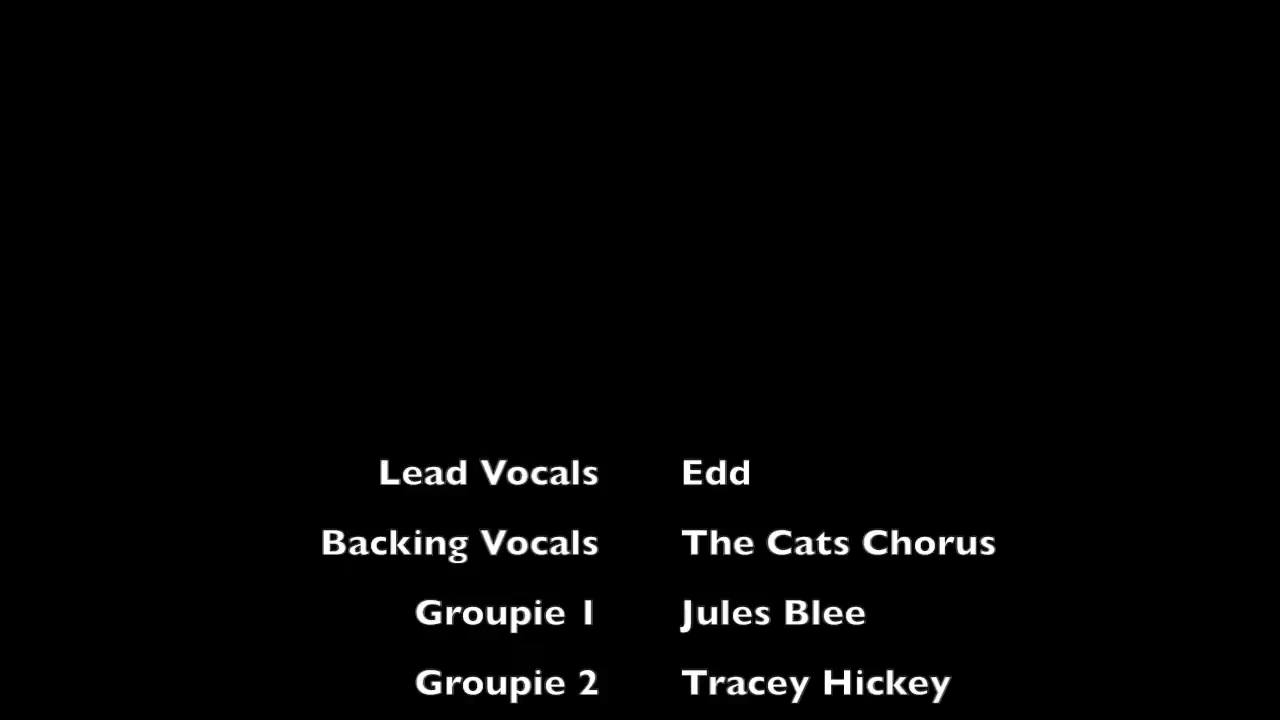 Lead Vocals Edd
Backing Vocals The Cats Chorus
Groupie 1 Jules Blee
Groupie 2 Tracey Hickey